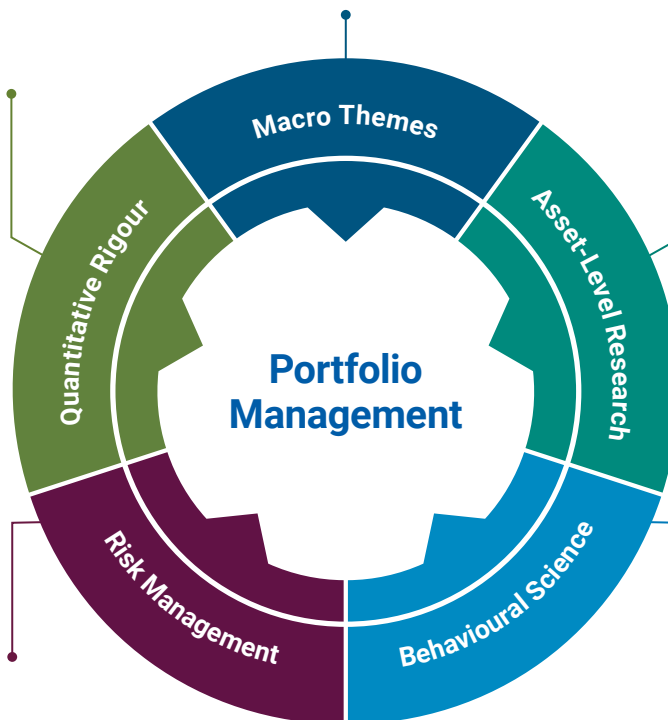 Macro Themes
Asset-Level Research
Behavioural Science
Risk Management
Quantitative Rigour
Portfolio
Management